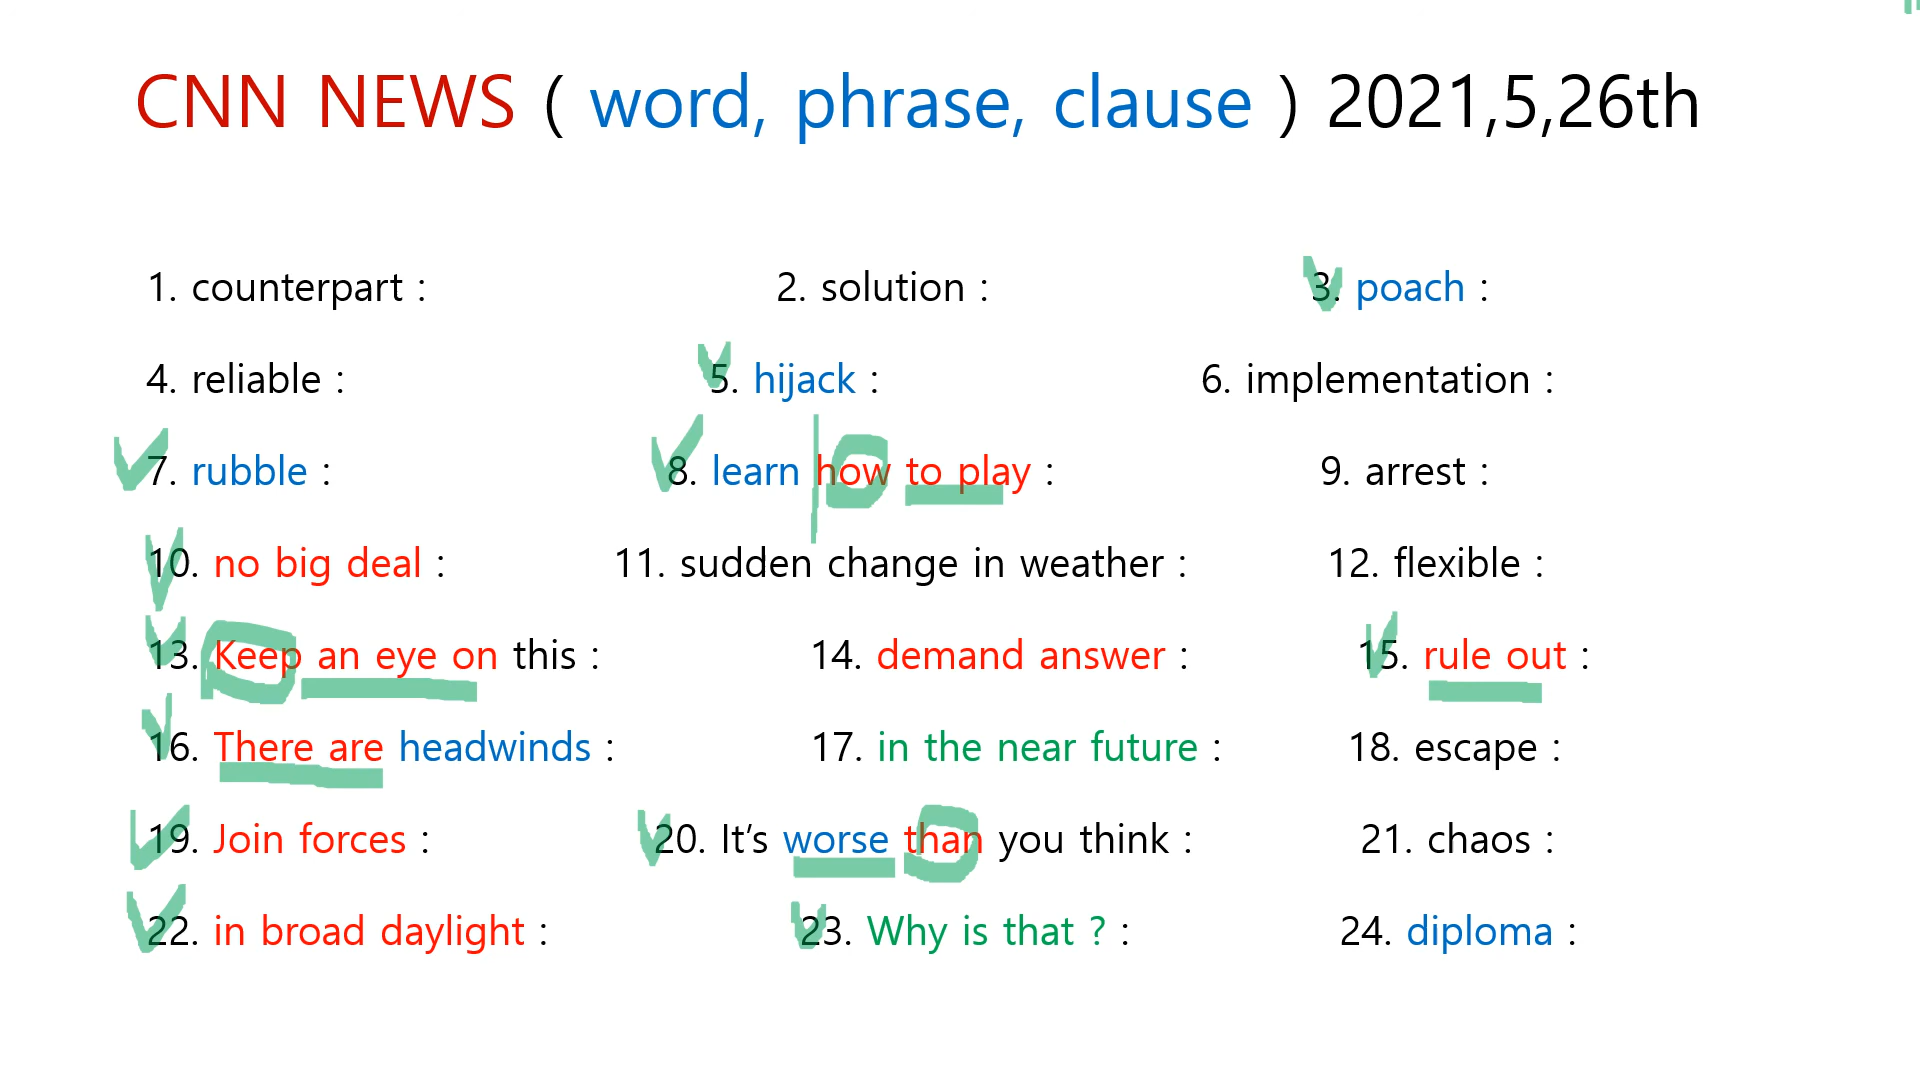 CNN NEWS ( word, phrase, clause ) 2021,5,26th
1. counterpart : 2. solution : 3. poach :
4. reliable : 5. hijack : 6. implementation :
7. rubble : 8. learn how to play : 9. arrest :
10. no big deal : 11. sudden change in weather : 12. flexible :
13. Keep an eye on this : 14. demand answer : 15. rule out :
16. There are headwinds : 17. in the near future : 18. escape :
19. Join forces : 20. It’s worse than you think : 21. chaos :
22. in broad daylight : 23. Why is that ? : 24. diploma :